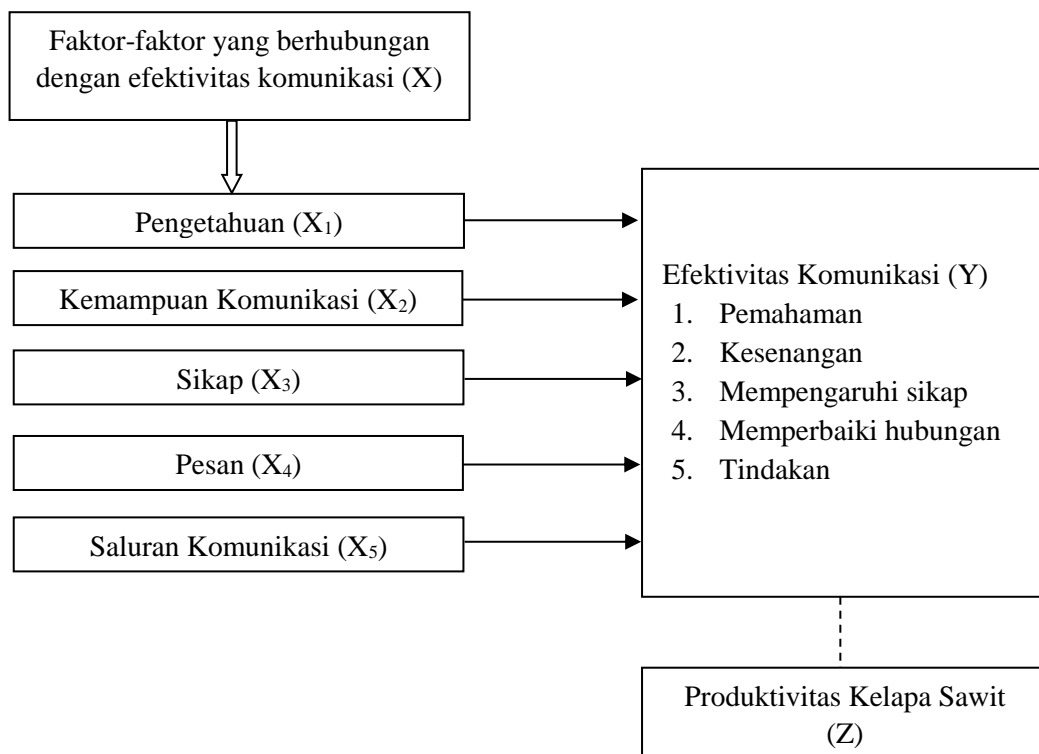 Faktor-faktor yang berhubungan
dengan efektivitas komunikasi (X)
Pengetahuan (X₁)
Kemampuan Komunikasi (X₂)
Sikap (X₃)
Pesan (X₄)
Saluran Komunikasi (X₅)
Efektivitas Komunikasi (Y)
1. Pemahaman
2. Kesenangan
3. Mempengaruhi sikap
4. Memperbaiki hubungan
5. Tindakan
Produktivitas Kelapa Sawit
(Z)